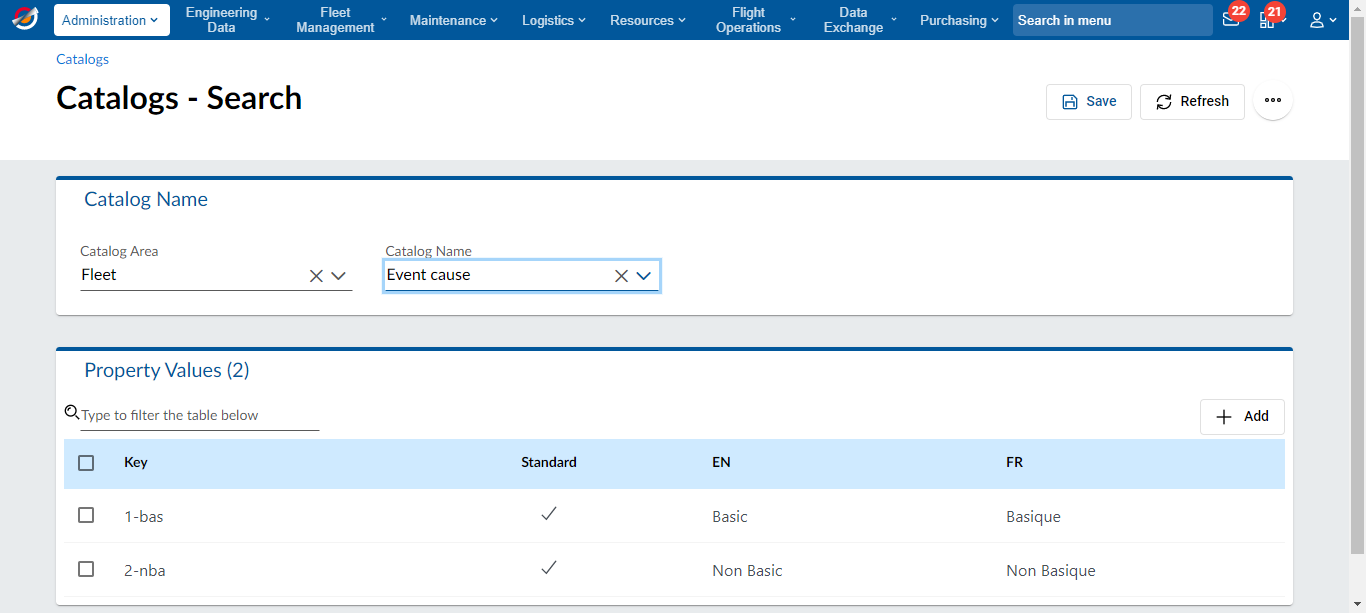 Administration
Engineering Data
Fleet Management
Maintenance
Logistics
Resources
Flight Operations
Data Exchange
Purchasing
Search in menu
22
21
Catalogs
Catalogs - Search
Save
Refresh
Catalog Name
Catalog Area
Catalog Name
Fleet
Event cause
Property Values (2)
Type to filter the table below
Add
Key Standard EN FR
1-bas Basic Basique
2-nba Non Basic Non Basique